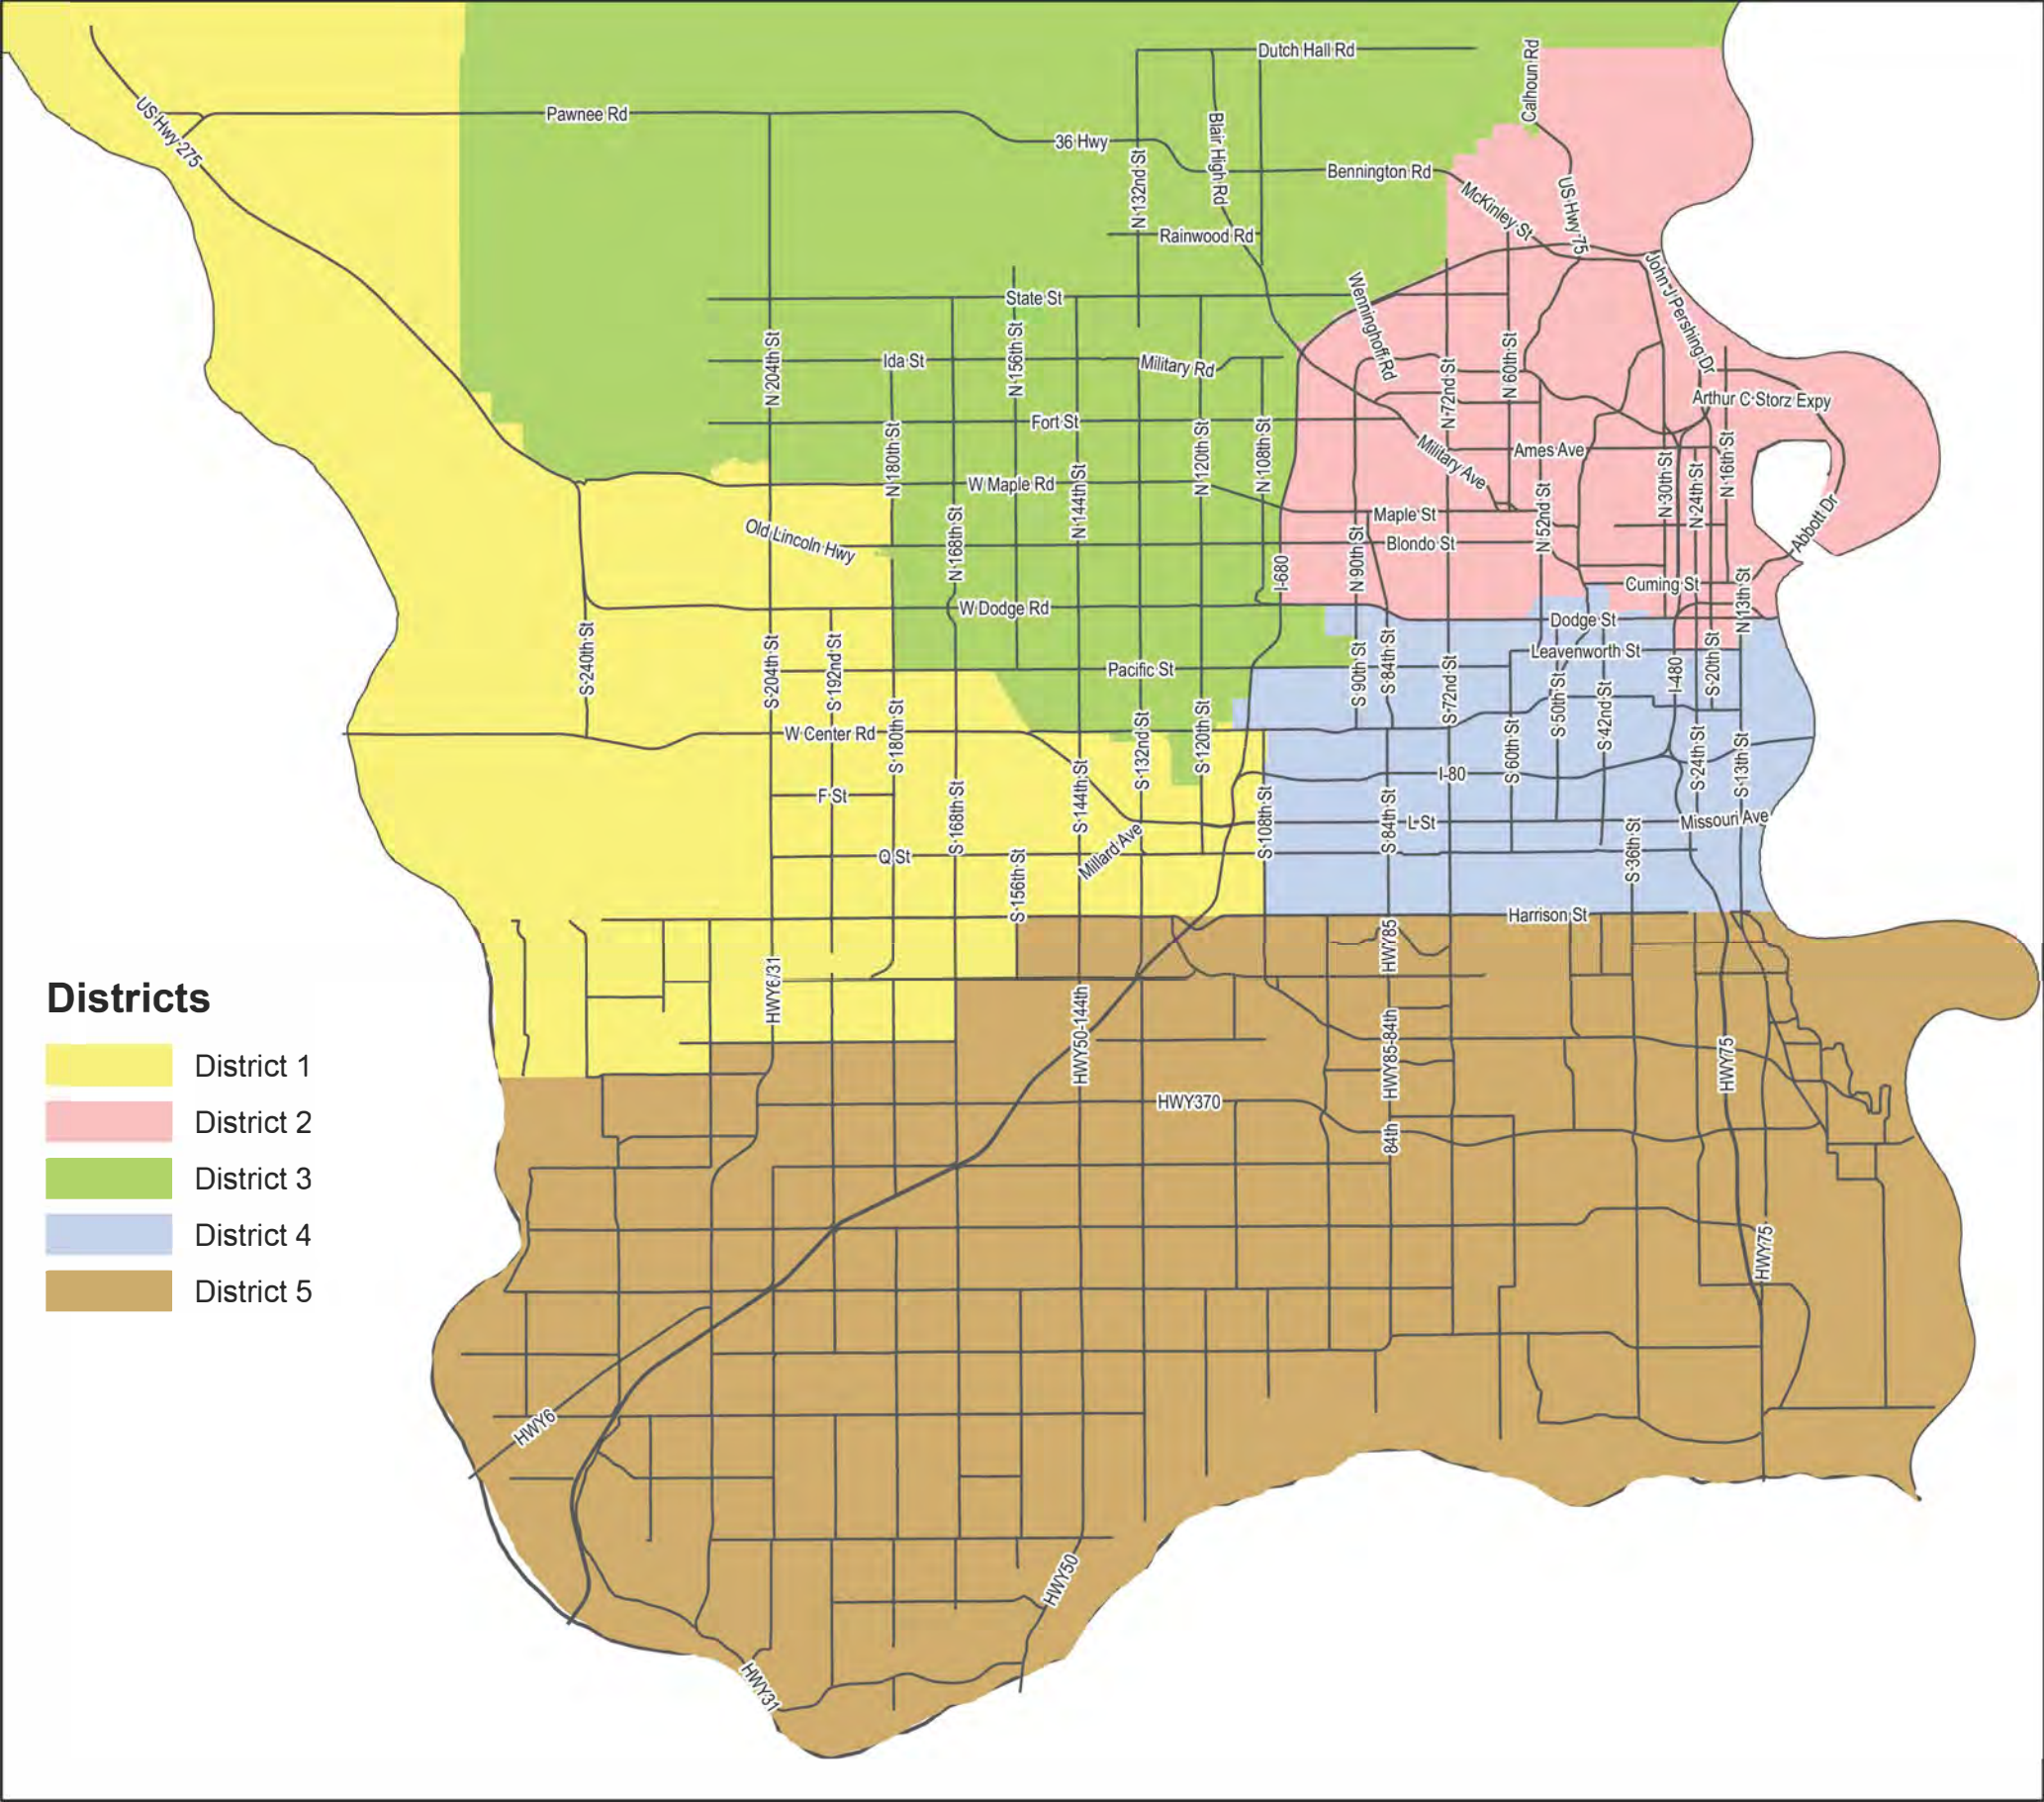 Dutch Hall Rd
Calhoun Rd
US Hwy 275
Pawnee Rd
36 Hwy
Blair High Rd
N 132nd St
Bennington Rd
McKinley St
US Hwy 75
Rainwood Rd
John J Pershing Dr
State St
Wenninghoff Rd
N 204th St
Ida St
N 156th St
Military Rd
N 72nd St
N 60th St
Arthur C Storz Expy
Fort St
N 180th St
N 120th St
N 108th St
Military Ave
Ames Ave
N 30th St
N 24th St
N 16th St
W Maple Rd
N 144th St
Maple St
Abbott Dr
Old Lincoln Hwy
N 168th St
N 90th St
Blondo St
N 52nd St
I-680
Cuming St
N 13th St
W Dodge Rd
Dodge St
S 240th St
S 204th St
S 192nd St
Pacific St
S 90th St
S 84th St
S 72nd St
Leavenworth St
S 50th St
S 42nd St
I-480
S 20th St
W Center Rd
S 180th St
S 132nd St
S 120th St
S 60th St
S 24th St
S 13th St
I-80
F St
S 168th St
S 144th St
S 108th St
S 84th St
L St
Missouri Ave
Q St
Millard Ave
S 36th St
S 156th St
Harrison St
HWY85
HWY6/31
Districts
HWY50-144th
HWY85-84th
HWY75
District 1
HWY370
District 2
84th
District 3
District 4
HWY75
District 5
HWY6
HWY50
HWY31